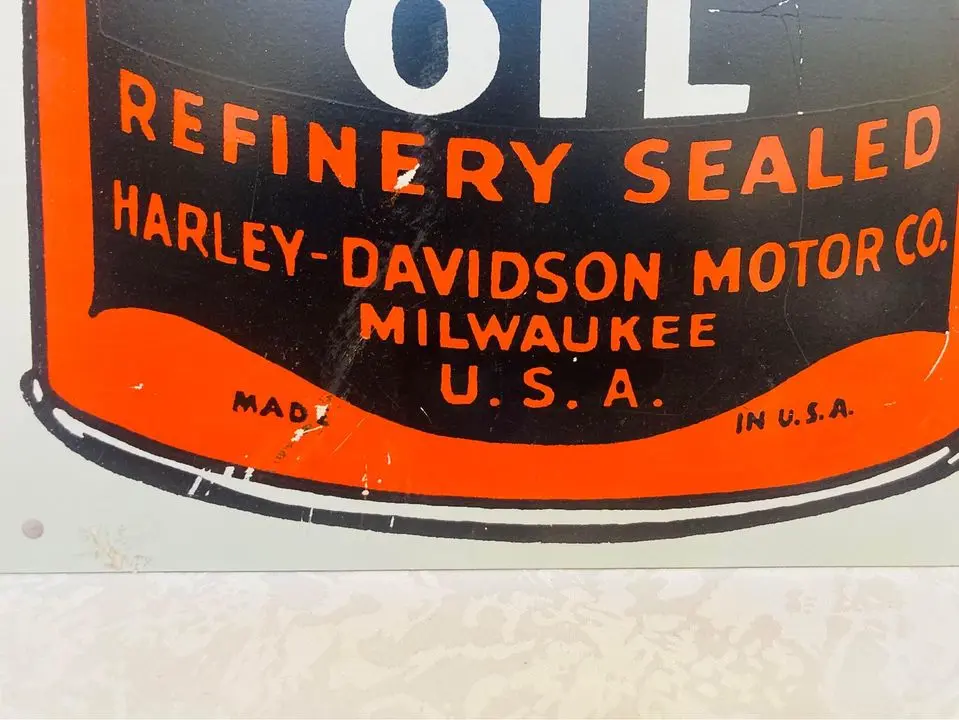 OIL
REFINERY SEALED
HARLEY-DAVIDSON MOTOR CO.
MILWAUKEE
U. S. A.
MADE IN U.S.A.